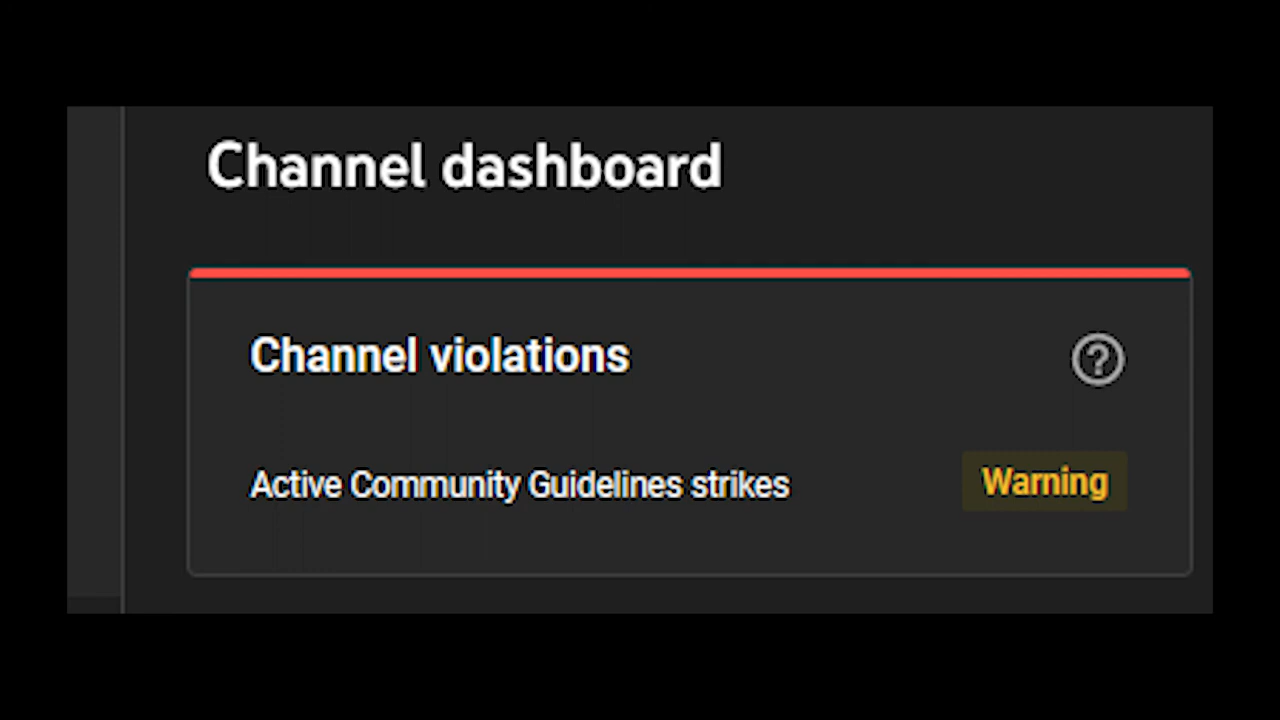 Channel dashboard
Channel violations
Active Community Guidelines strikes
Warning